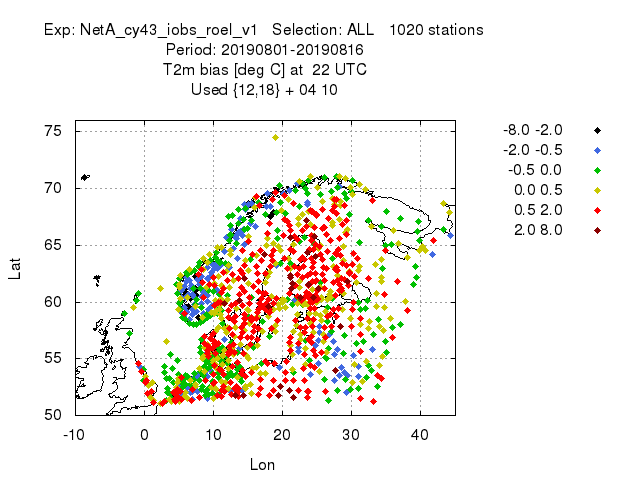 Exp: NetA_cy43_iobs_roel_v1 Selection: ALL 1020 stations
Period: 20190801-20190816
T2m bias [deg C] at 22 UTC
Used {12,18} + 04 10
75
70
65
60
55
50
-10 0 10 20 30 40
Lat
Lon
-8.0 -2.0
-2.0 -0.5
-0.5 0.0
0.0 0.5
0.5 2.0
2.0 8.0